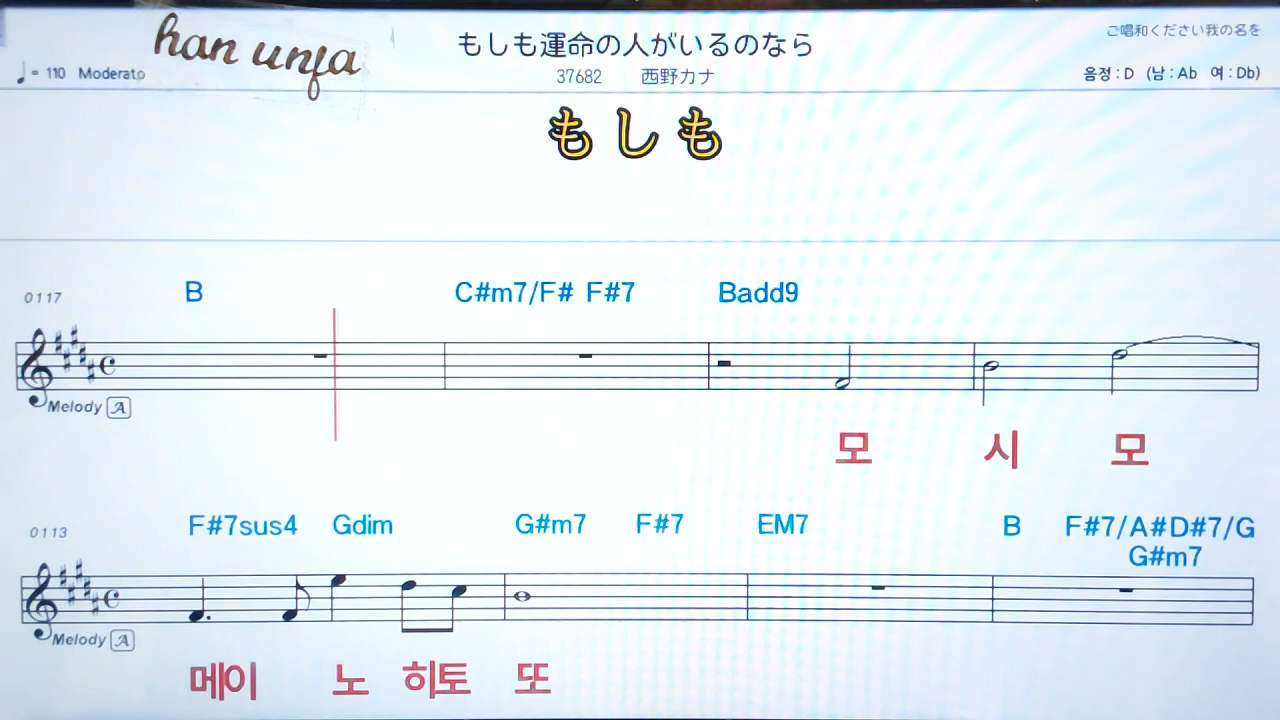 han unfa
もしも運命の人がいるのなら
ご唱和ください我の名を
♩= 110 Moderato
37682 西野カナ
음정 : D (남 : Ab 여 : Db)
もしも
0117 B C#m7/F# F#7 Badd9
Melody A
모 시 모
0113 F#7sus4 Gdim G#m7 F#7 EM7 B F#7/A#D#7/G
G#m7
Melody A
메이 노 히토 또